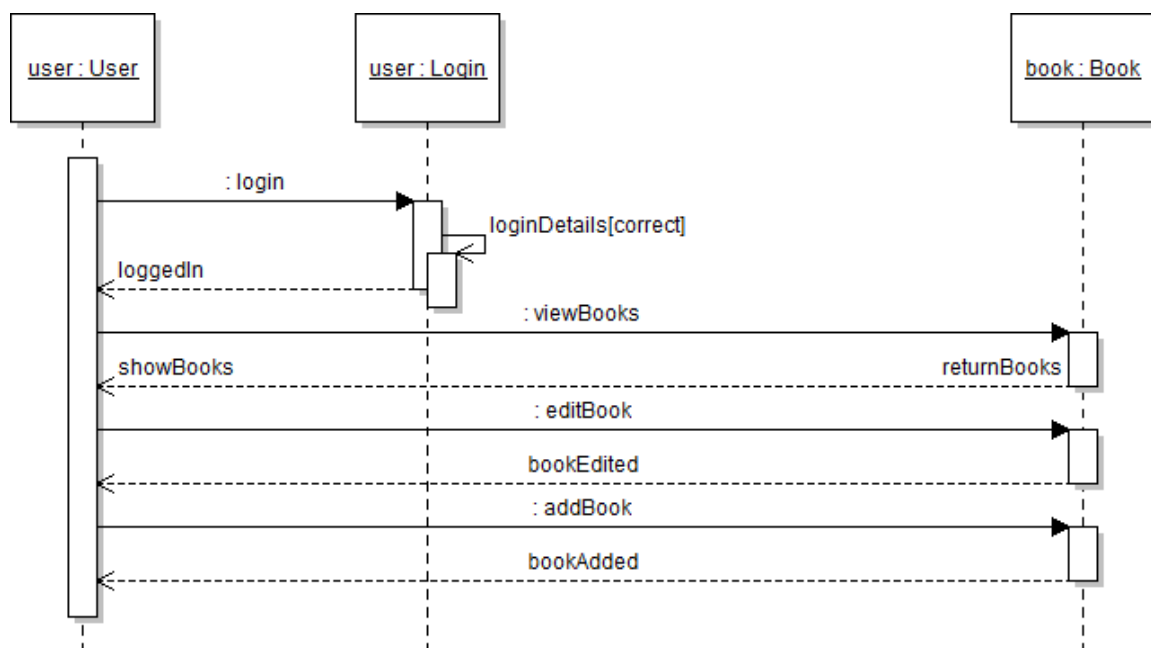 user : User
user : Login
book : Book
: login
loginDetails[correct]
loggedIn
: viewBooks
showBooks
returnBooks
: editBook
bookEdited
: addBook
bookAdded